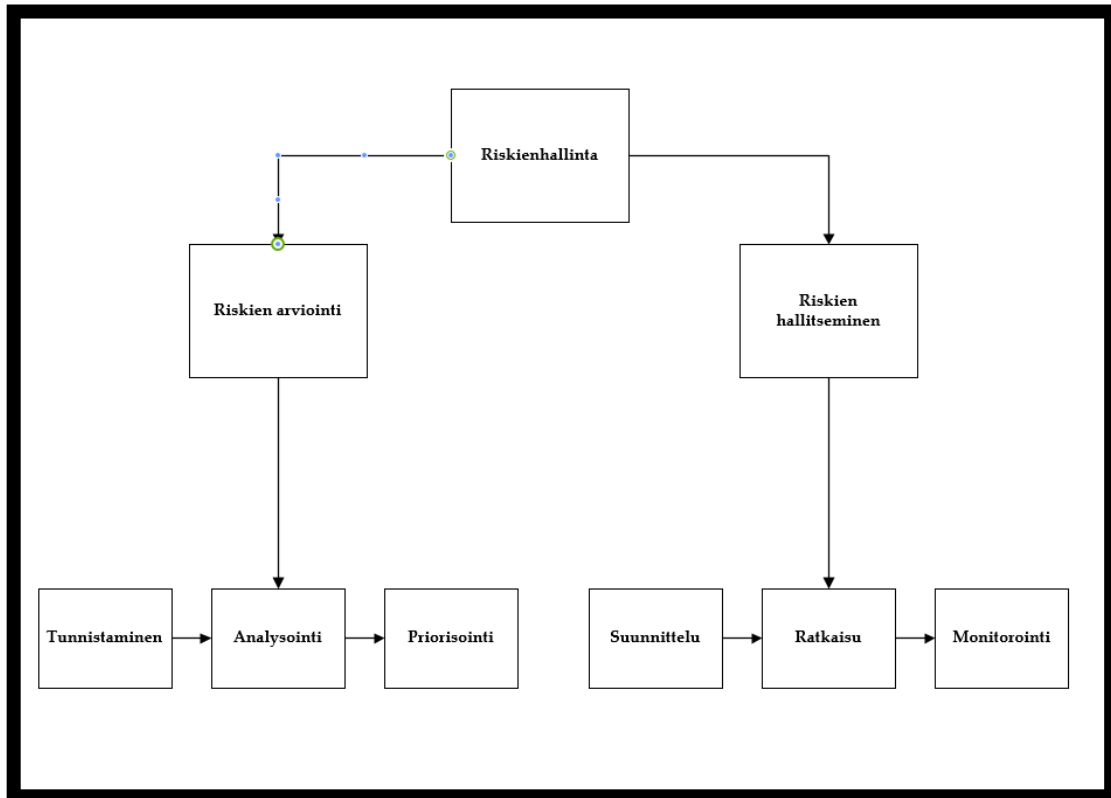 Riskienhallinta
Riskien arviointi
Riskien
hallitseminen
Tunnistaminen
Analysointi
Priorisointi
Suunnittelu
Ratkaisu
Monitorointi